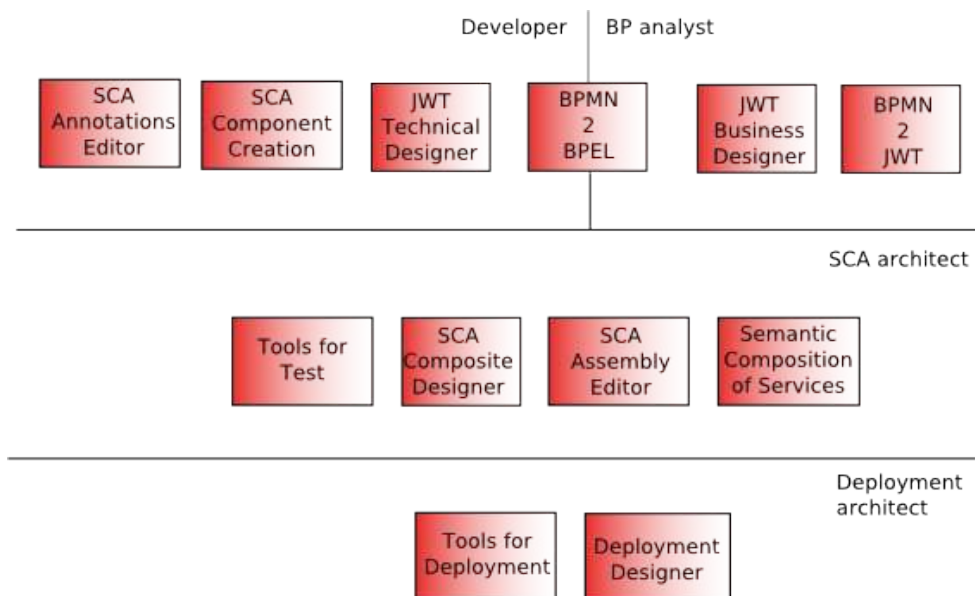 Developer
BP analyst
SCA
Annotations
Editor
SCA
Component
Creation
JWT
Technical
Designer
BPMN
2
BPEL
JWT
Business
Designer
BPMN
2
JWT
SCA architect
Tools for
Test
SCA
Composite
Designer
SCA
Assembly
Editor
Semantic
Composition
of Services
Deployment
architect
Tools for
Deployment
Deployment
Designer